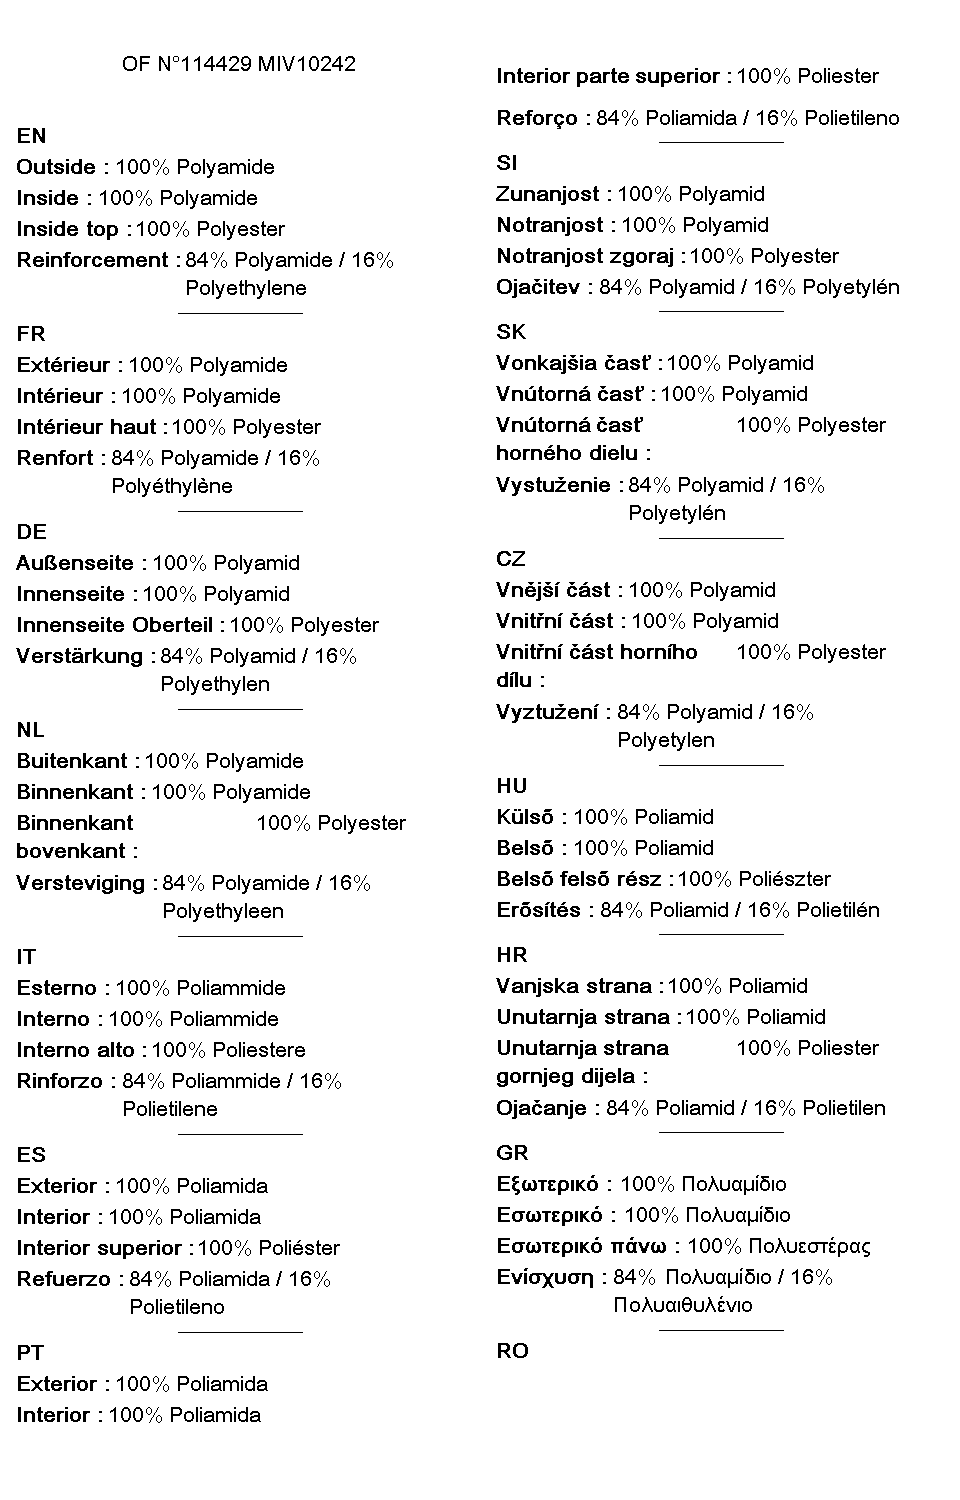 OF N°114429 MIV10242
EN
Outside : 100% Polyamide
Inside : 100% Polyamide
Inside top : 100% Polyester
Reinforcement : 84% Polyamide / 16%
Polyethylene
FR
Extérieur : 100% Polyamide
Intérieur : 100% Polyamide
Intérieur haut : 100% Polyester
Renfort : 84% Polyamide / 16%
Polyéthylène
DE
Außenseite : 100% Polyamid
Innenseite : 100% Polyamid
Innenseite Oberteil : 100% Polyester
Verstärkung : 84% Polyamid / 16%
Polyethylen
NL
Buitenkant : 100% Polyamide
Binnenkant : 100% Polyamide
Binnenkant 100% Polyester
bovenkant :
Versteviging : 84% Polyamide / 16%
Polyethyleen
IT
Esterno : 100% Poliammide
Interno : 100% Poliammide
Interno alto : 100% Poliestere
Rinforzo : 84% Poliammide / 16%
Polietilene
ES
Exterior : 100% Poliamida
Interior : 100% Poliamida
Interior superior : 100% Poliéster
Refuerzo : 84% Poliamida / 16%
Polietileno
PT
Exterior : 100% Poliamida
Interior : 100% Poliamida
Interior parte superior : 100% Poliester
Reforço : 84% Poliamida / 16% Polietileno
SI
Zunanjost : 100% Polyamid
Notranjost : 100% Polyamid
Notranjost zgoraj : 100% Polyester
Ojačitev : 84% Polyamid / 16% Polyetylén
SK
Vonkajšia časť : 100% Polyamid
Vnútorná časť : 100% Polyamid
Vnútorná časť 100% Polyester
horného dielu :
Vystuženie : 84% Polyamid / 16%
Polyetylén
CZ
Vnější část : 100% Polyamid
Vnitřní část : 100% Polyamid
Vnitřní část horního 100% Polyester
dílu :
Vyztužení : 84% Polyamid / 16%
Polyetylen
HU
Külsõ : 100% Poliamid
Belsõ : 100% Poliamid
Belsõ felsõ rész : 100% Poliészter
Erõsítés : 84% Poliamid / 16% Polietilén
HR
Vanjska strana : 100% Poliamid
Unutarnja strana : 100% Poliamid
Unutarnja strana 100% Poliester
gornjeg dijela :
Ojačanje : 84% Poliamid / 16% Polietilen
GR
Εξωτερικό : 100% Πολυαμίδιο
Εσωτερικό : 100% Πολυαμίδιο
Εσωτερικό πάνω : 100% Πολυεστέρας
Ενίσχυση : 84% Πολυαμίδιο / 16%
Πολυαιθυλένιο
RO